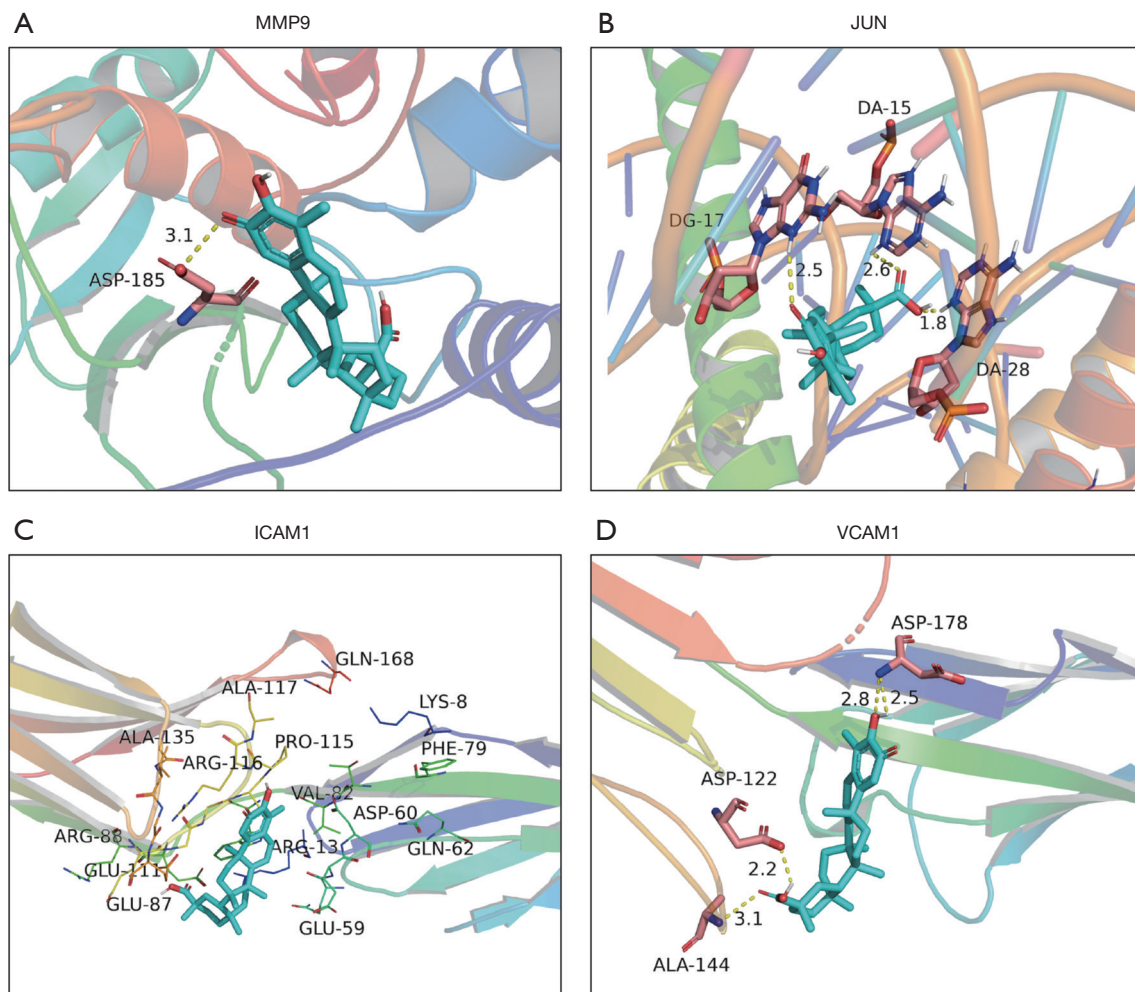 A
MMP9
3.1
ASP-185
B
JUN
DA-15
DG-17
2.5
2.6
1.8
DA-28
C
ICAM1
GLN-168
ALA-117
LYS-8
ALA-135
PRO-115
ARG-116
PHE-79
VAL-82
ASP-60
ARG-88
ARG-13
GLN-62
GLU-111
GLU-87
GLU-59
D
VCAM1
ASP-178
2.8
2.5
ASP-122
2.2
3.1
ALA-144